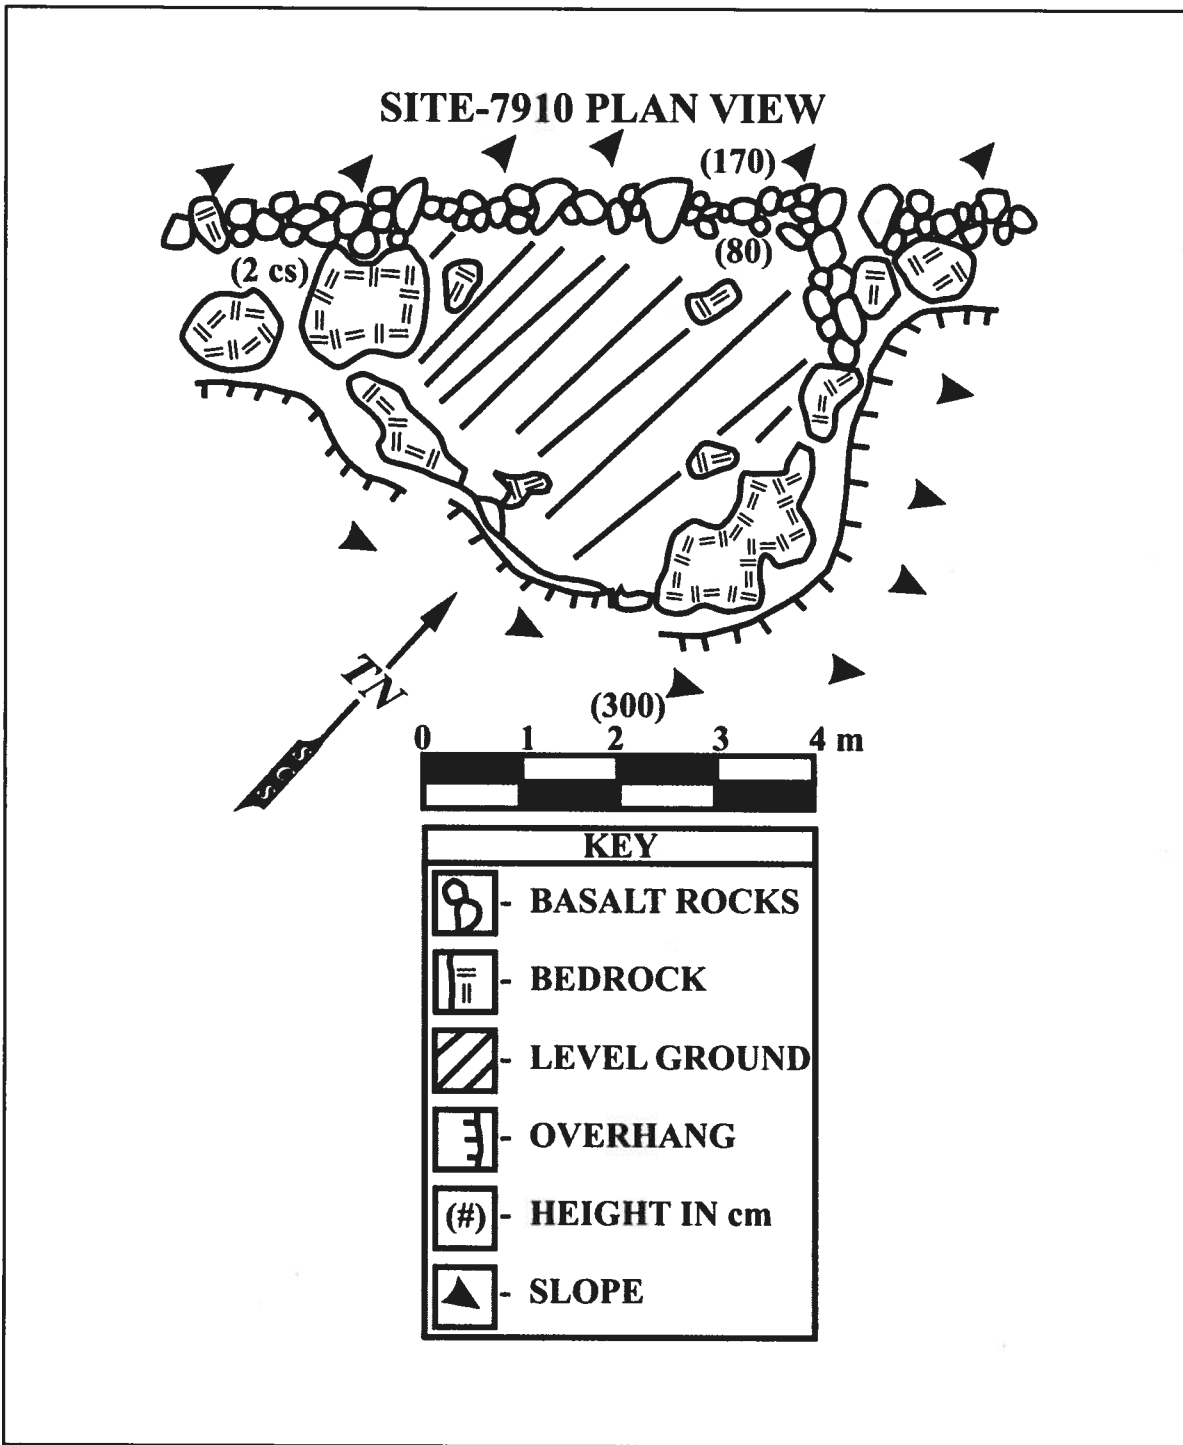 SITE-7910 PLAN VIEW
(170)
(80)
(2 cs)
TN
SCS
(300)
0 1 2 3 4 m
KEY
- BASALT ROCKS
- BEDROCK
- LEVEL GROUND
- OVERHANG
(#) - HEIGHT IN cm
- SLOPE